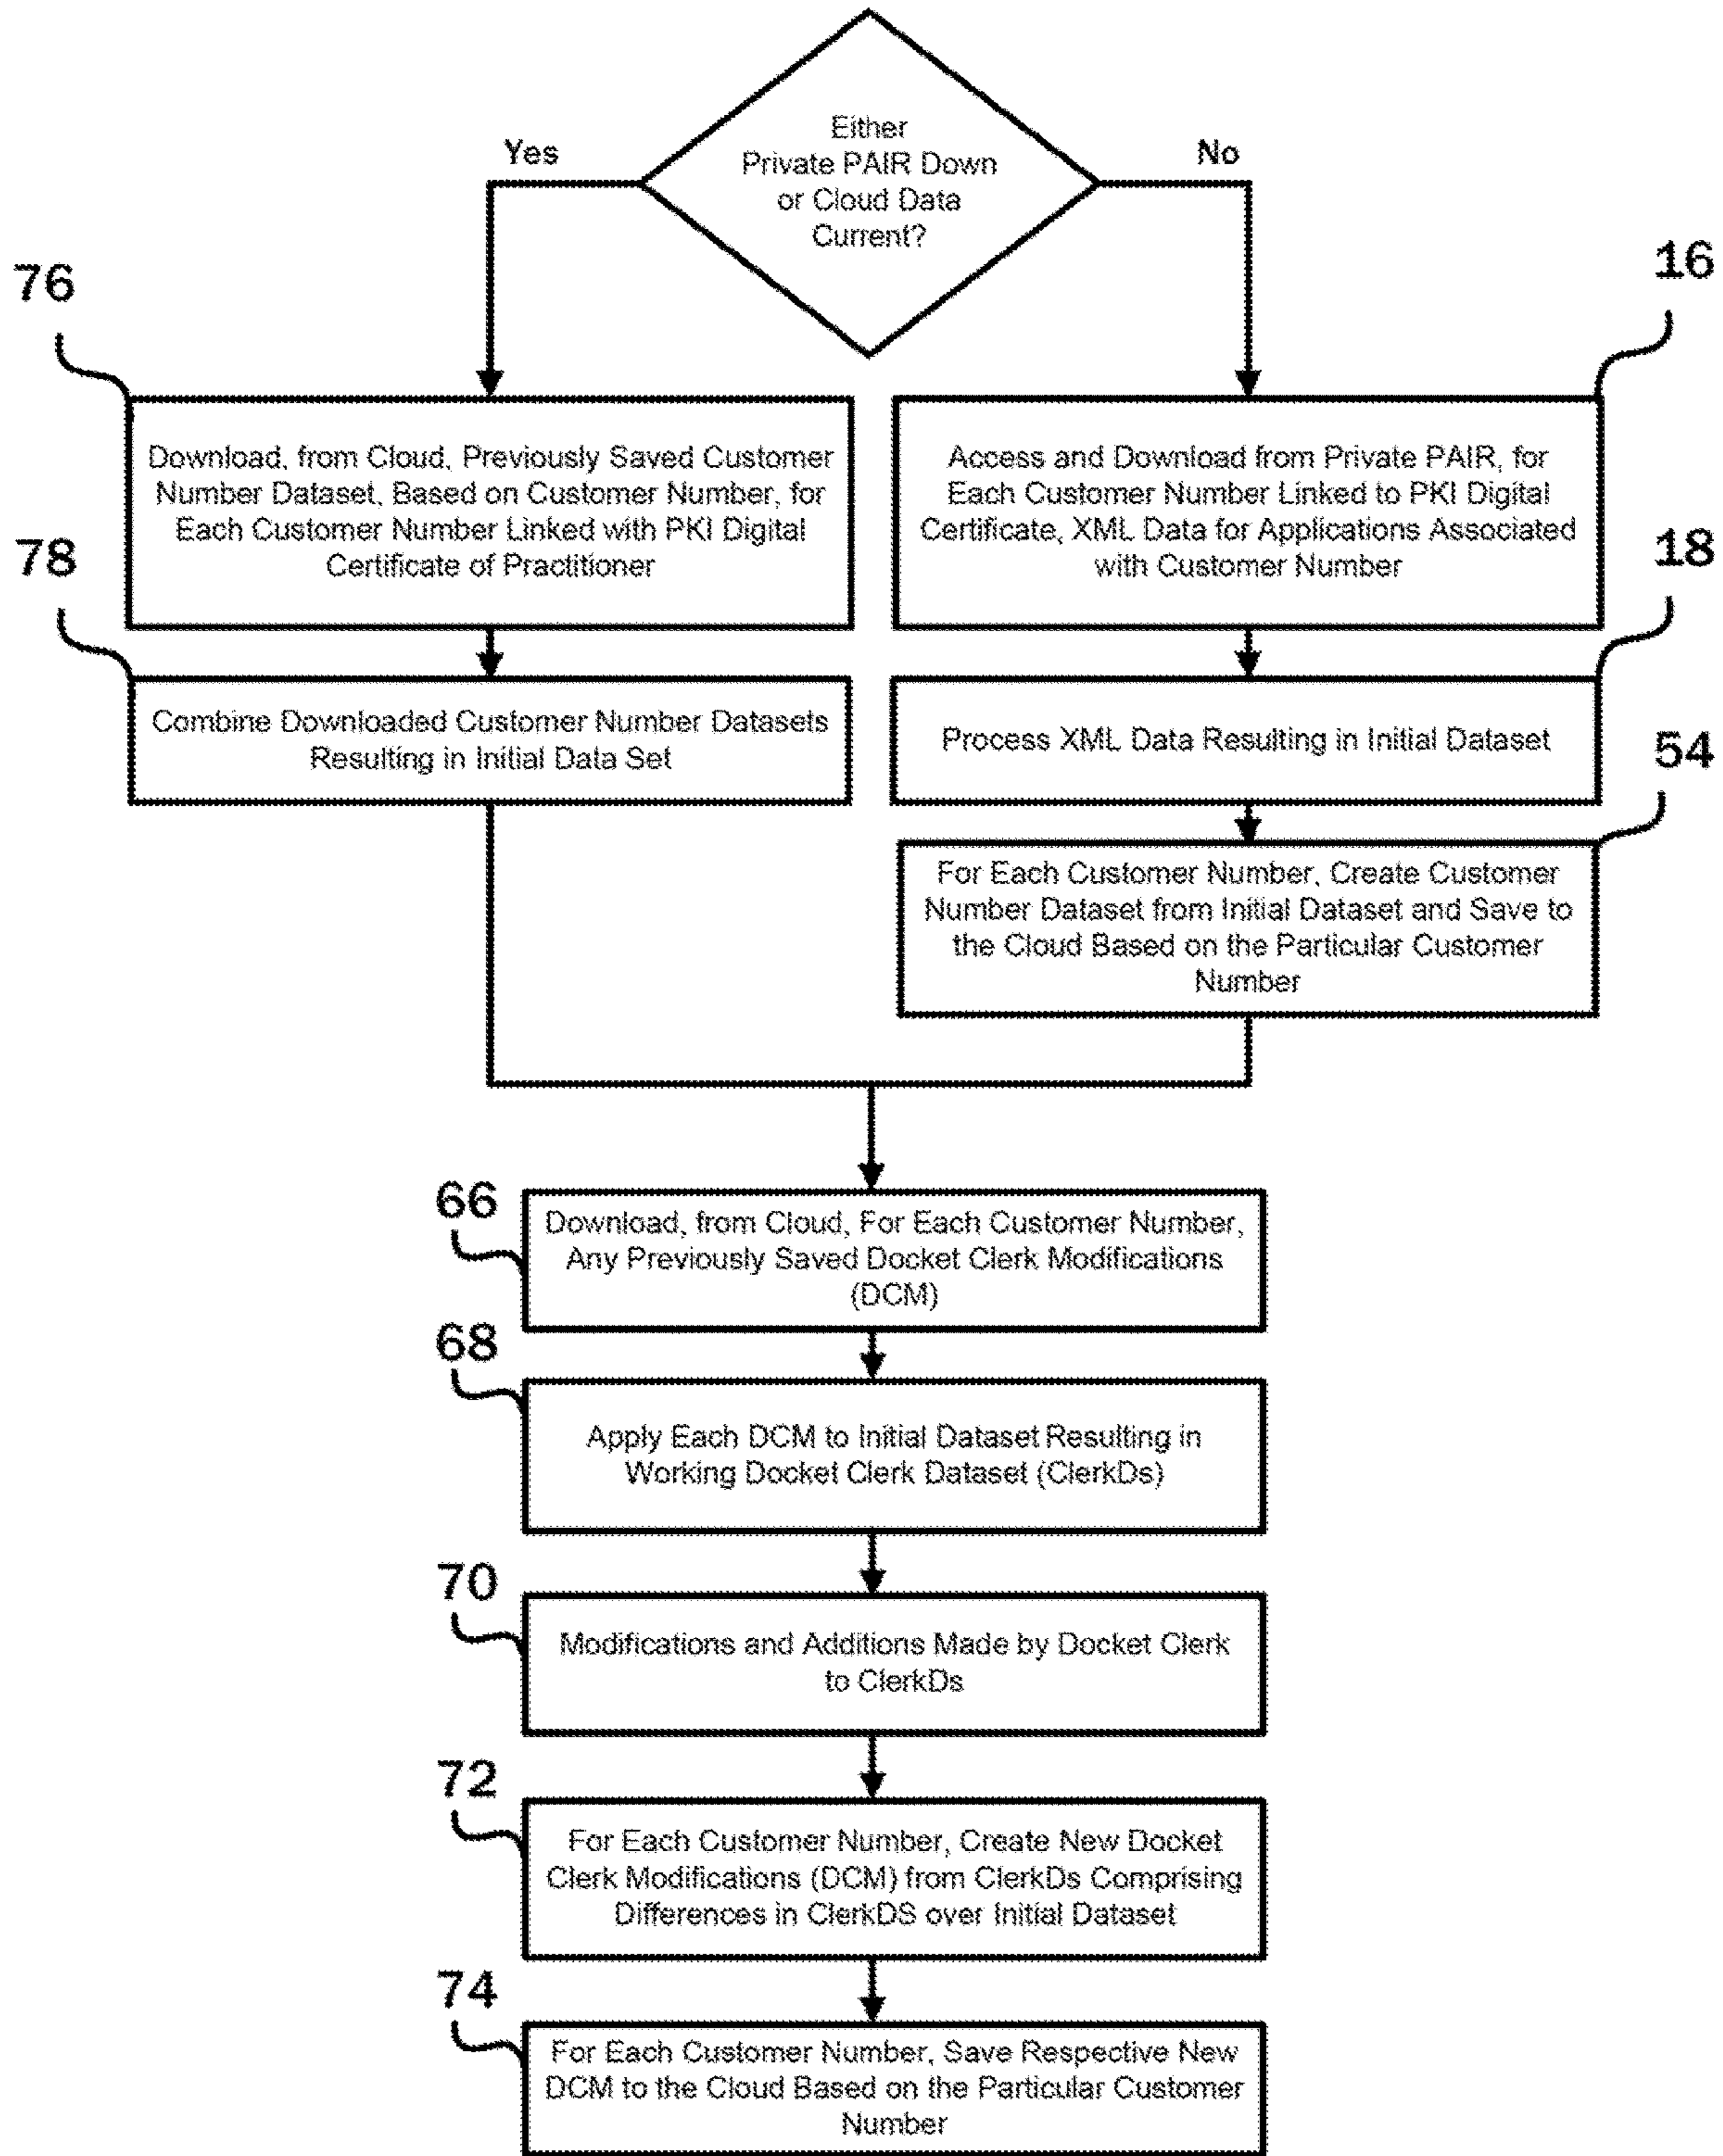 Either
Private PAIR Down
or Cloud Data
Current?
Yes
No
76
16
Download, from Cloud, Previously Saved Customer
Number Dataset, Based on Customer Number, for
Each Customer Number Linked with PKI Digital
Certificate of Practitioner
Access and Download from Private PAIR, for
Each Customer Number Linked to PKI Digital
Certificate, XML Data for Applications Associated
with Customer Number
78
18
Combine Downloaded Customer Number Datasets
Resulting in Initial Data Set
Process XML Data Resulting in Initial Dataset
54
For Each Customer Number, Create Customer
Number Dataset from Initial Dataset and Save to
the Cloud Based on the Particular Customer
Number
66
Download, from Cloud, For Each Customer Number,
Any Previously Saved Docket Clerk Modifications
(DCM)
68
Apply Each DCM to Initial Dataset Resulting in
Working Docket Clerk Dataset (ClerkDs)
70
Modifications and Additions Made by Docket Clerk
to ClerkDs
72
For Each Customer Number, Create New Docket
Clerk Modifications (DCM) from ClerkDs Comprising
Differences in ClerkDS over Initial Dataset
74
For Each Customer Number, Save Respective New
DCM to the Cloud Based on the Particular Customer
Number